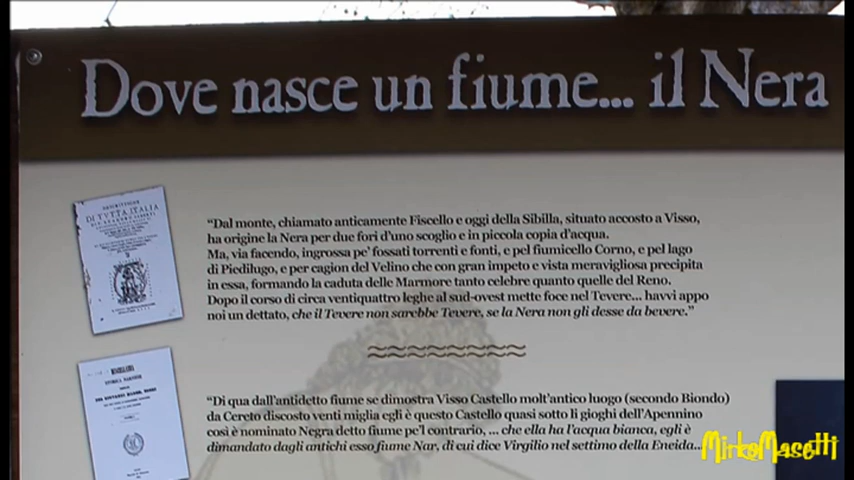 Dove nasce un fiume... il Nera
DI TVTTA ITALIA
"Dal monte, chiamato anticamente Fiscello e oggi della Sibilla, situato accosto a Visso,
ha origine la Nera per due fori d'uno scoglio e in piccola copia d'acqua.
Ma, via facendo, ingrossa pe' fossati torrenti e fonti, e pel fiumicello Corno, e pel lago
di Piedilugo, e per cagion del Velino che con gran impeto e vista meravigliosa precipita
in essa, formando la caduta delle Marmore tanto celebre quanto quelle del Reno.
Dopo il corso di circa ventiquattro leghe al sud-ovest mette foce nel Tevere... havvi appo
noi un dettato, che il Tevere non sarebbe Tevere, se la Nera non gli desse da bevere."
"Di qua dall'antidetto fiume se dimostra Visso Castello molt'antico luogo (secondo Biondo)
da Cereto discosto venti miglia egli è questo Castello quasi sotto li gioghi dell'Apennino
così è nominato Negra detto fiume pe'l contrario, ... che ella ha l'acqua bianca, egli è
dimandato dagli antichi esso fiume Nar, di cui dice Virgilio nel settimo della Eneida...
MirkoMasetti